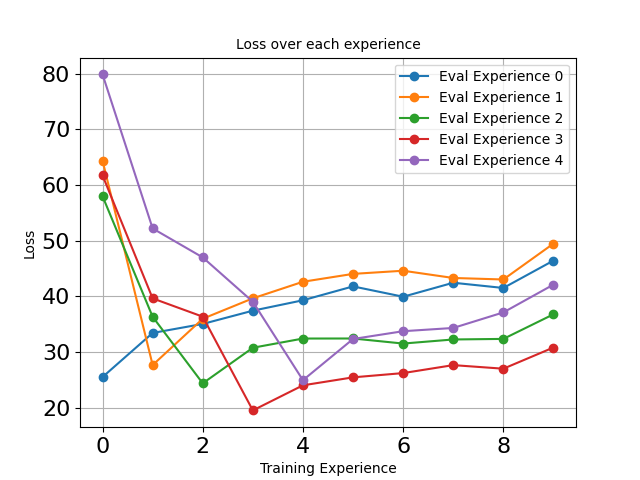 Loss over each experience
Loss
80
70
60
50
40
30
20
Eval Experience 0
Eval Experience 1
Eval Experience 2
Eval Experience 3
Eval Experience 4
0 2 4 6 8
Training Experience